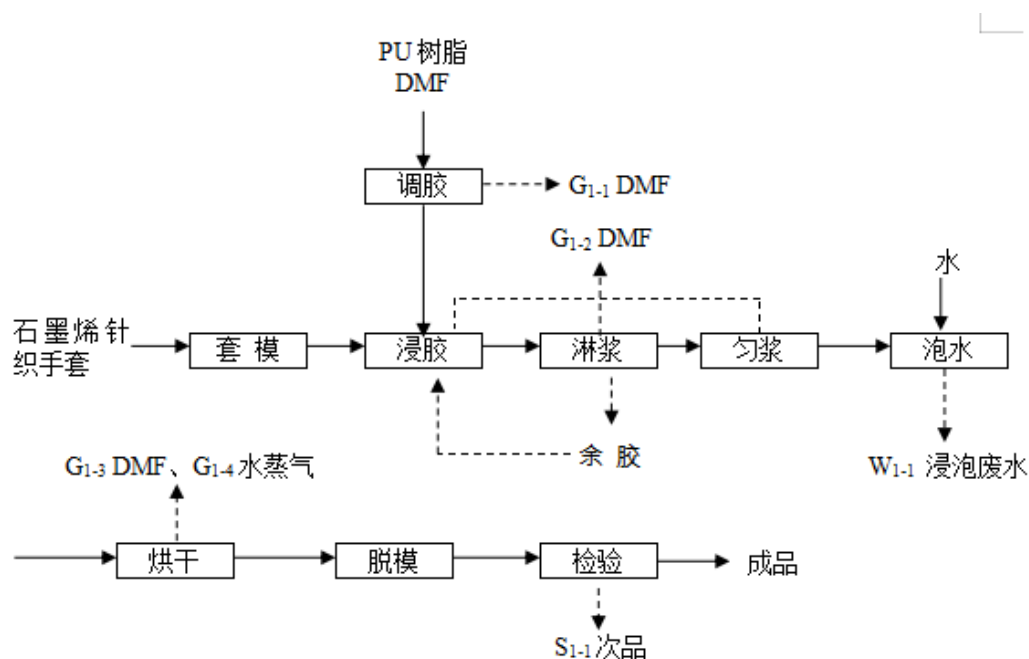 PU 树脂
DMF
调胶
G1-1 DMF
G1-2 DMF
水
石墨烯针
织手套
套 模
浸胶
淋浆
匀浆
泡水
余 胶
W1-1 浸泡废水
G1-3 DMF、G1-4 水蒸气
烘干
脱模
检验
成品
S1-1次品